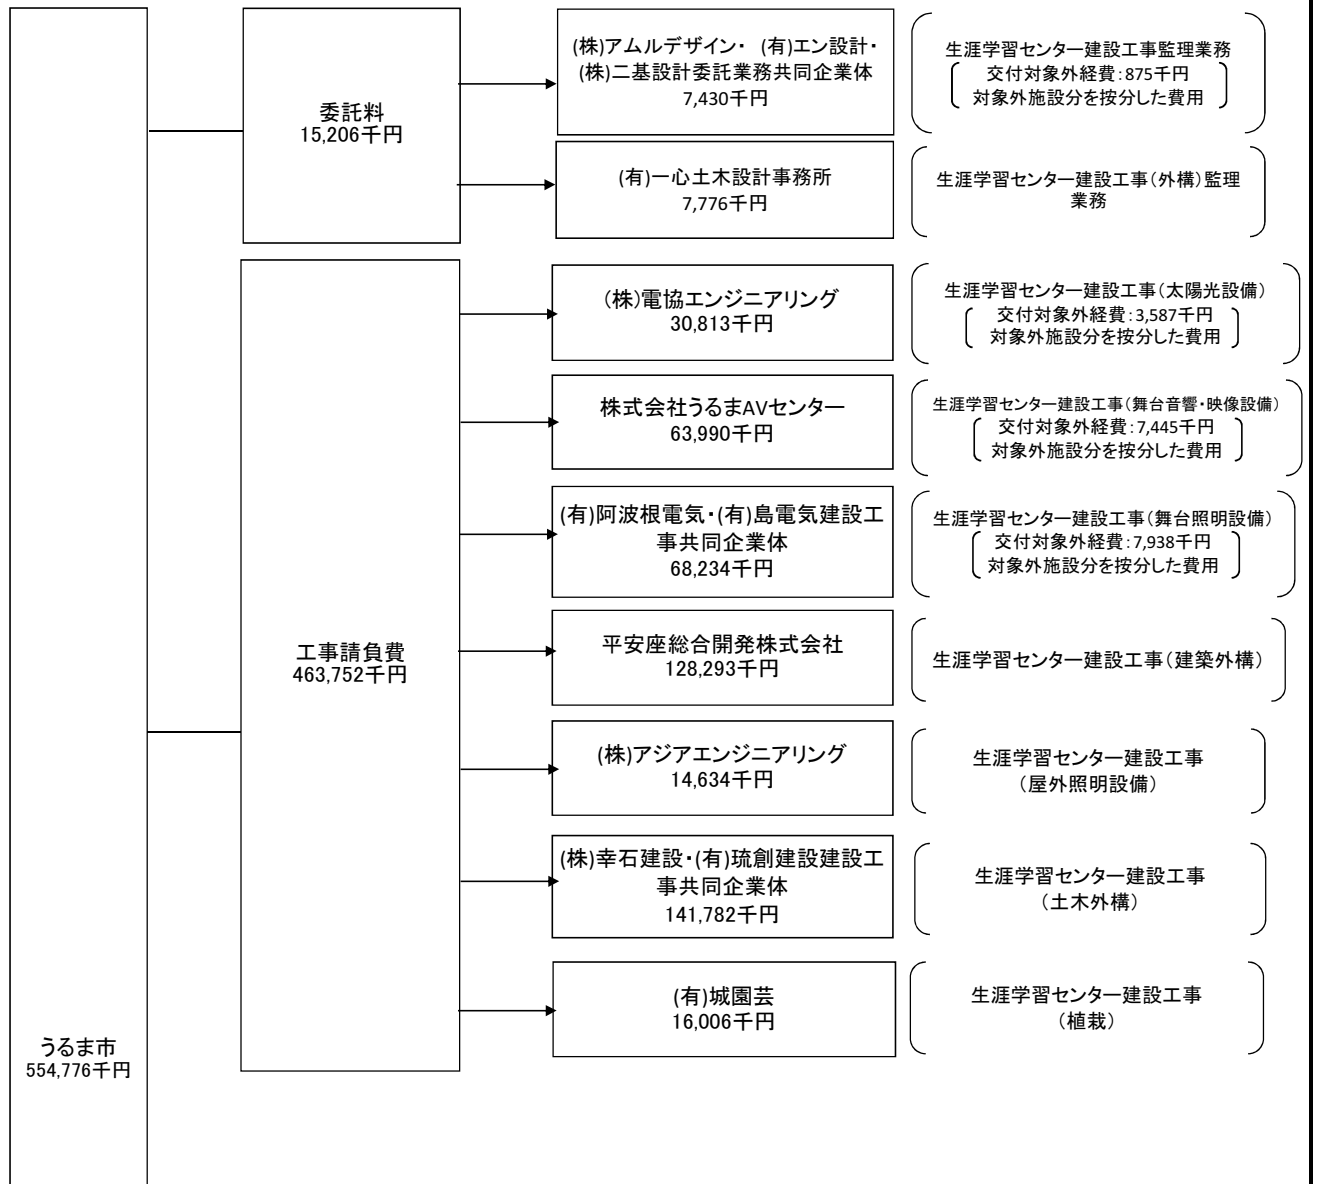 (株)アムルデザイン・ (有)エン設計・
(株)二基設計委託業務共同企業体
7,430千円
生涯学習センター建設工事監理業務
交付対象外経費：875千円
対象外施設分を按分した費用
委託料
15,206千円
(有)一心土木設計事務所
7,776千円
生涯学習センター建設工事（外構）監理
業務
（株）電協エンジニアリング
30,813千円
生涯学習センター建設工事（太陽光設備）
交付対象外経費：3,587千円
対象外施設分を按分した費用
株式会社うるまAVセンター
63,990千円
生涯学習センター建設工事（舞台音響・映像設備）
交付対象外経費：7,445千円
対象外施設分を按分した費用
(有)阿波根電気・(有)島電気建設工
事共同企業体
68,234千円
生涯学習センター建設工事（舞台照明設備）
交付対象外経費：7,938千円
対象外施設分を按分した費用
工事請負費
463,752千円
平安座総合開発株式会社
128,293千円
生涯学習センター建設工事（建築外構）
(株)アジアエンジニアリング
14,634千円
生涯学習センター建設工事
（屋外照明設備）
(株)幸石建設・(有)琉創建設建設工
事共同企業体
141,782千円
生涯学習センター建設工事
（土木外構）
(有)城園芸
16,006千円
生涯学習センター建設工事
（植栽）
うるま市
554,776千円